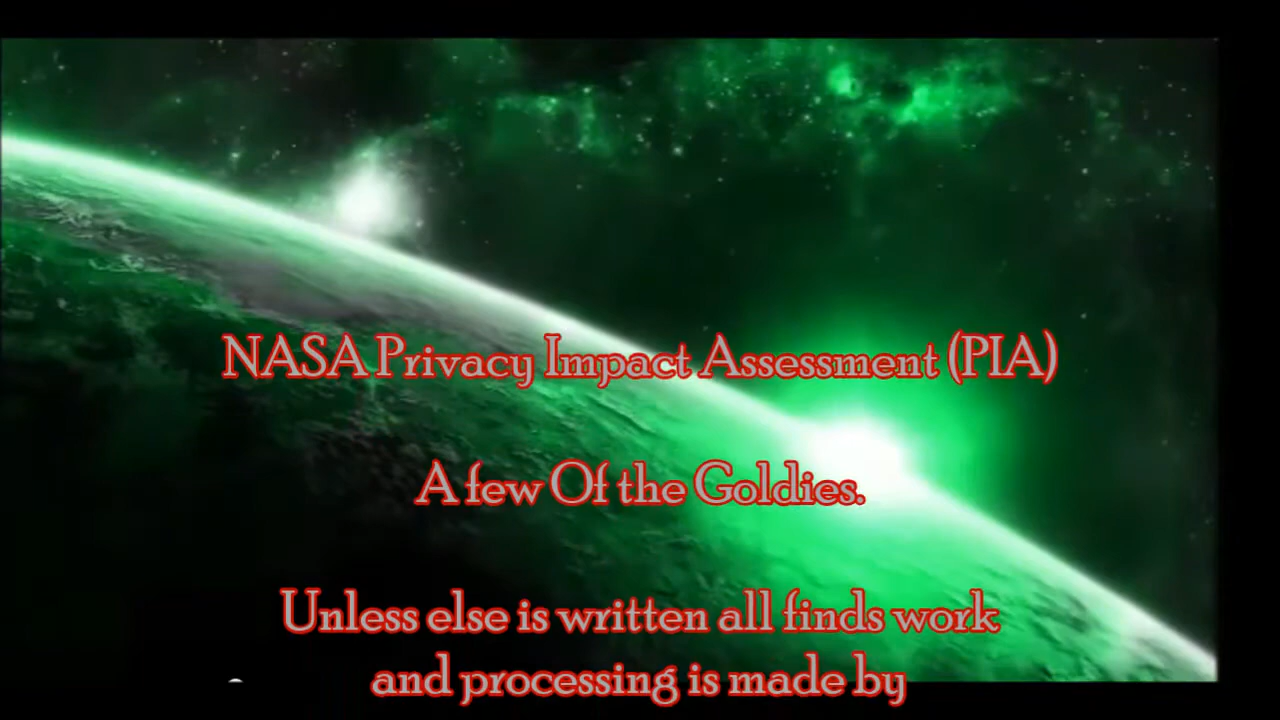 NASA Privacy Impact Assessment (PIA)
A few Of the Goldies.
Unless else is written all finds work
and processing is made by